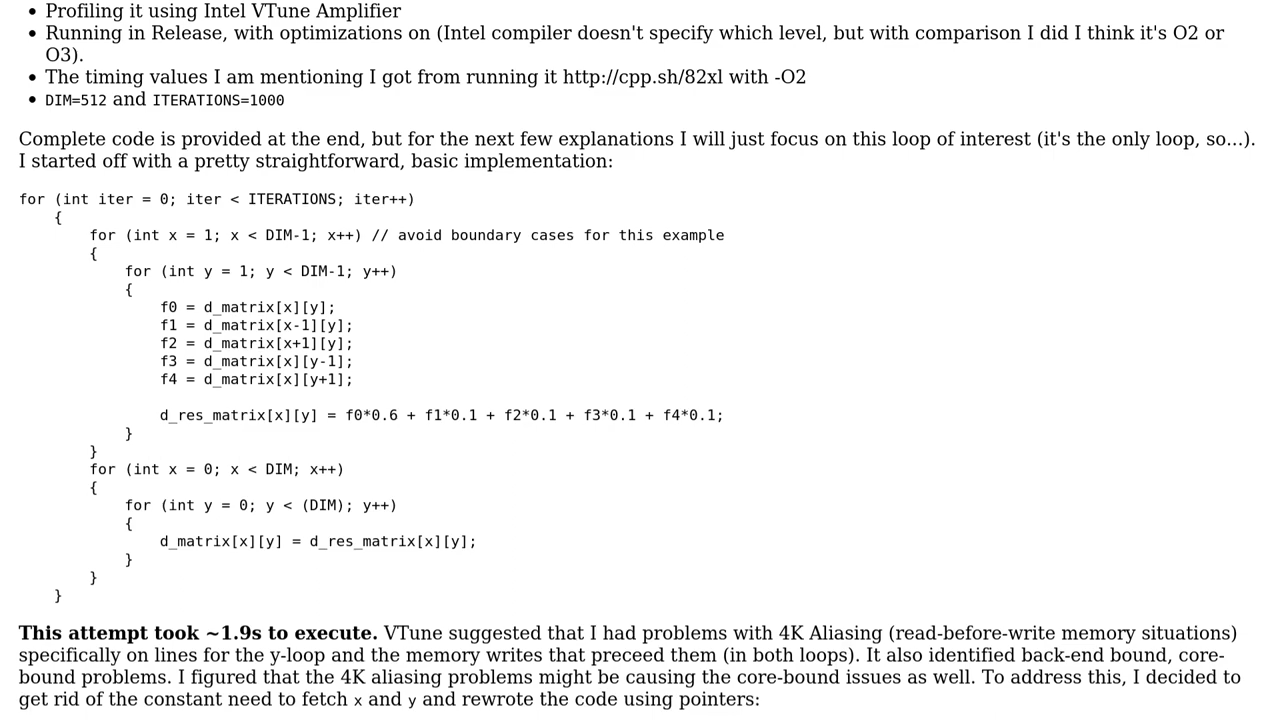 • Profiling it using Intel VTune Amplifier
• Running in Release, with optimizations on (Intel compiler doesn't specify which level, but with comparison I did I think it's O2 or
O3).
• The timing values I am mentioning I got from running it http://cpp.sh/82xl with -O2
• DIM=512 and ITERATIONS=1000
Complete code is provided at the end, but for the next few explanations I will just focus on this loop of interest (it's the only loop, so...).
I started off with a pretty straightforward, basic implementation:
for (int iter = 0; iter < ITERATIONS; iter++)
    {
        for (int x = 1; x < DIM-1; x++) // avoid boundary cases for this example
        {
            for (int y = 1; y < DIM-1; y++)
            {
                f0 = d_matrix[x][y];
                f1 = d_matrix[x-1][y];
                f2 = d_matrix[x+1][y];
                f3 = d_matrix[x][y-1];
                f4 = d_matrix[x][y+1];
                d_res_matrix[x][y] = f0*0.6 + f1*0.1 + f2*0.1 + f3*0.1 + f4*0.1;
            }
        }
        for (int x = 0; x < DIM; x++)
        {
            for (int y = 0; y < (DIM); y++)
            {
                d_matrix[x][y] = d_res_matrix[x][y];
            }
        }
    }
This attempt took ~1.9s to execute. VTune suggested that I had problems with 4K Aliasing (read-before-write memory situations)
specifically on lines for the y-loop and the memory writes that preceed them (in both loops). It also identified back-end bound, core-
bound problems. I figured that the 4K aliasing problems might be causing the core-bound issues as well. To address this, I decided to
get rid of the constant need to fetch x and y and rewrote the code using pointers: